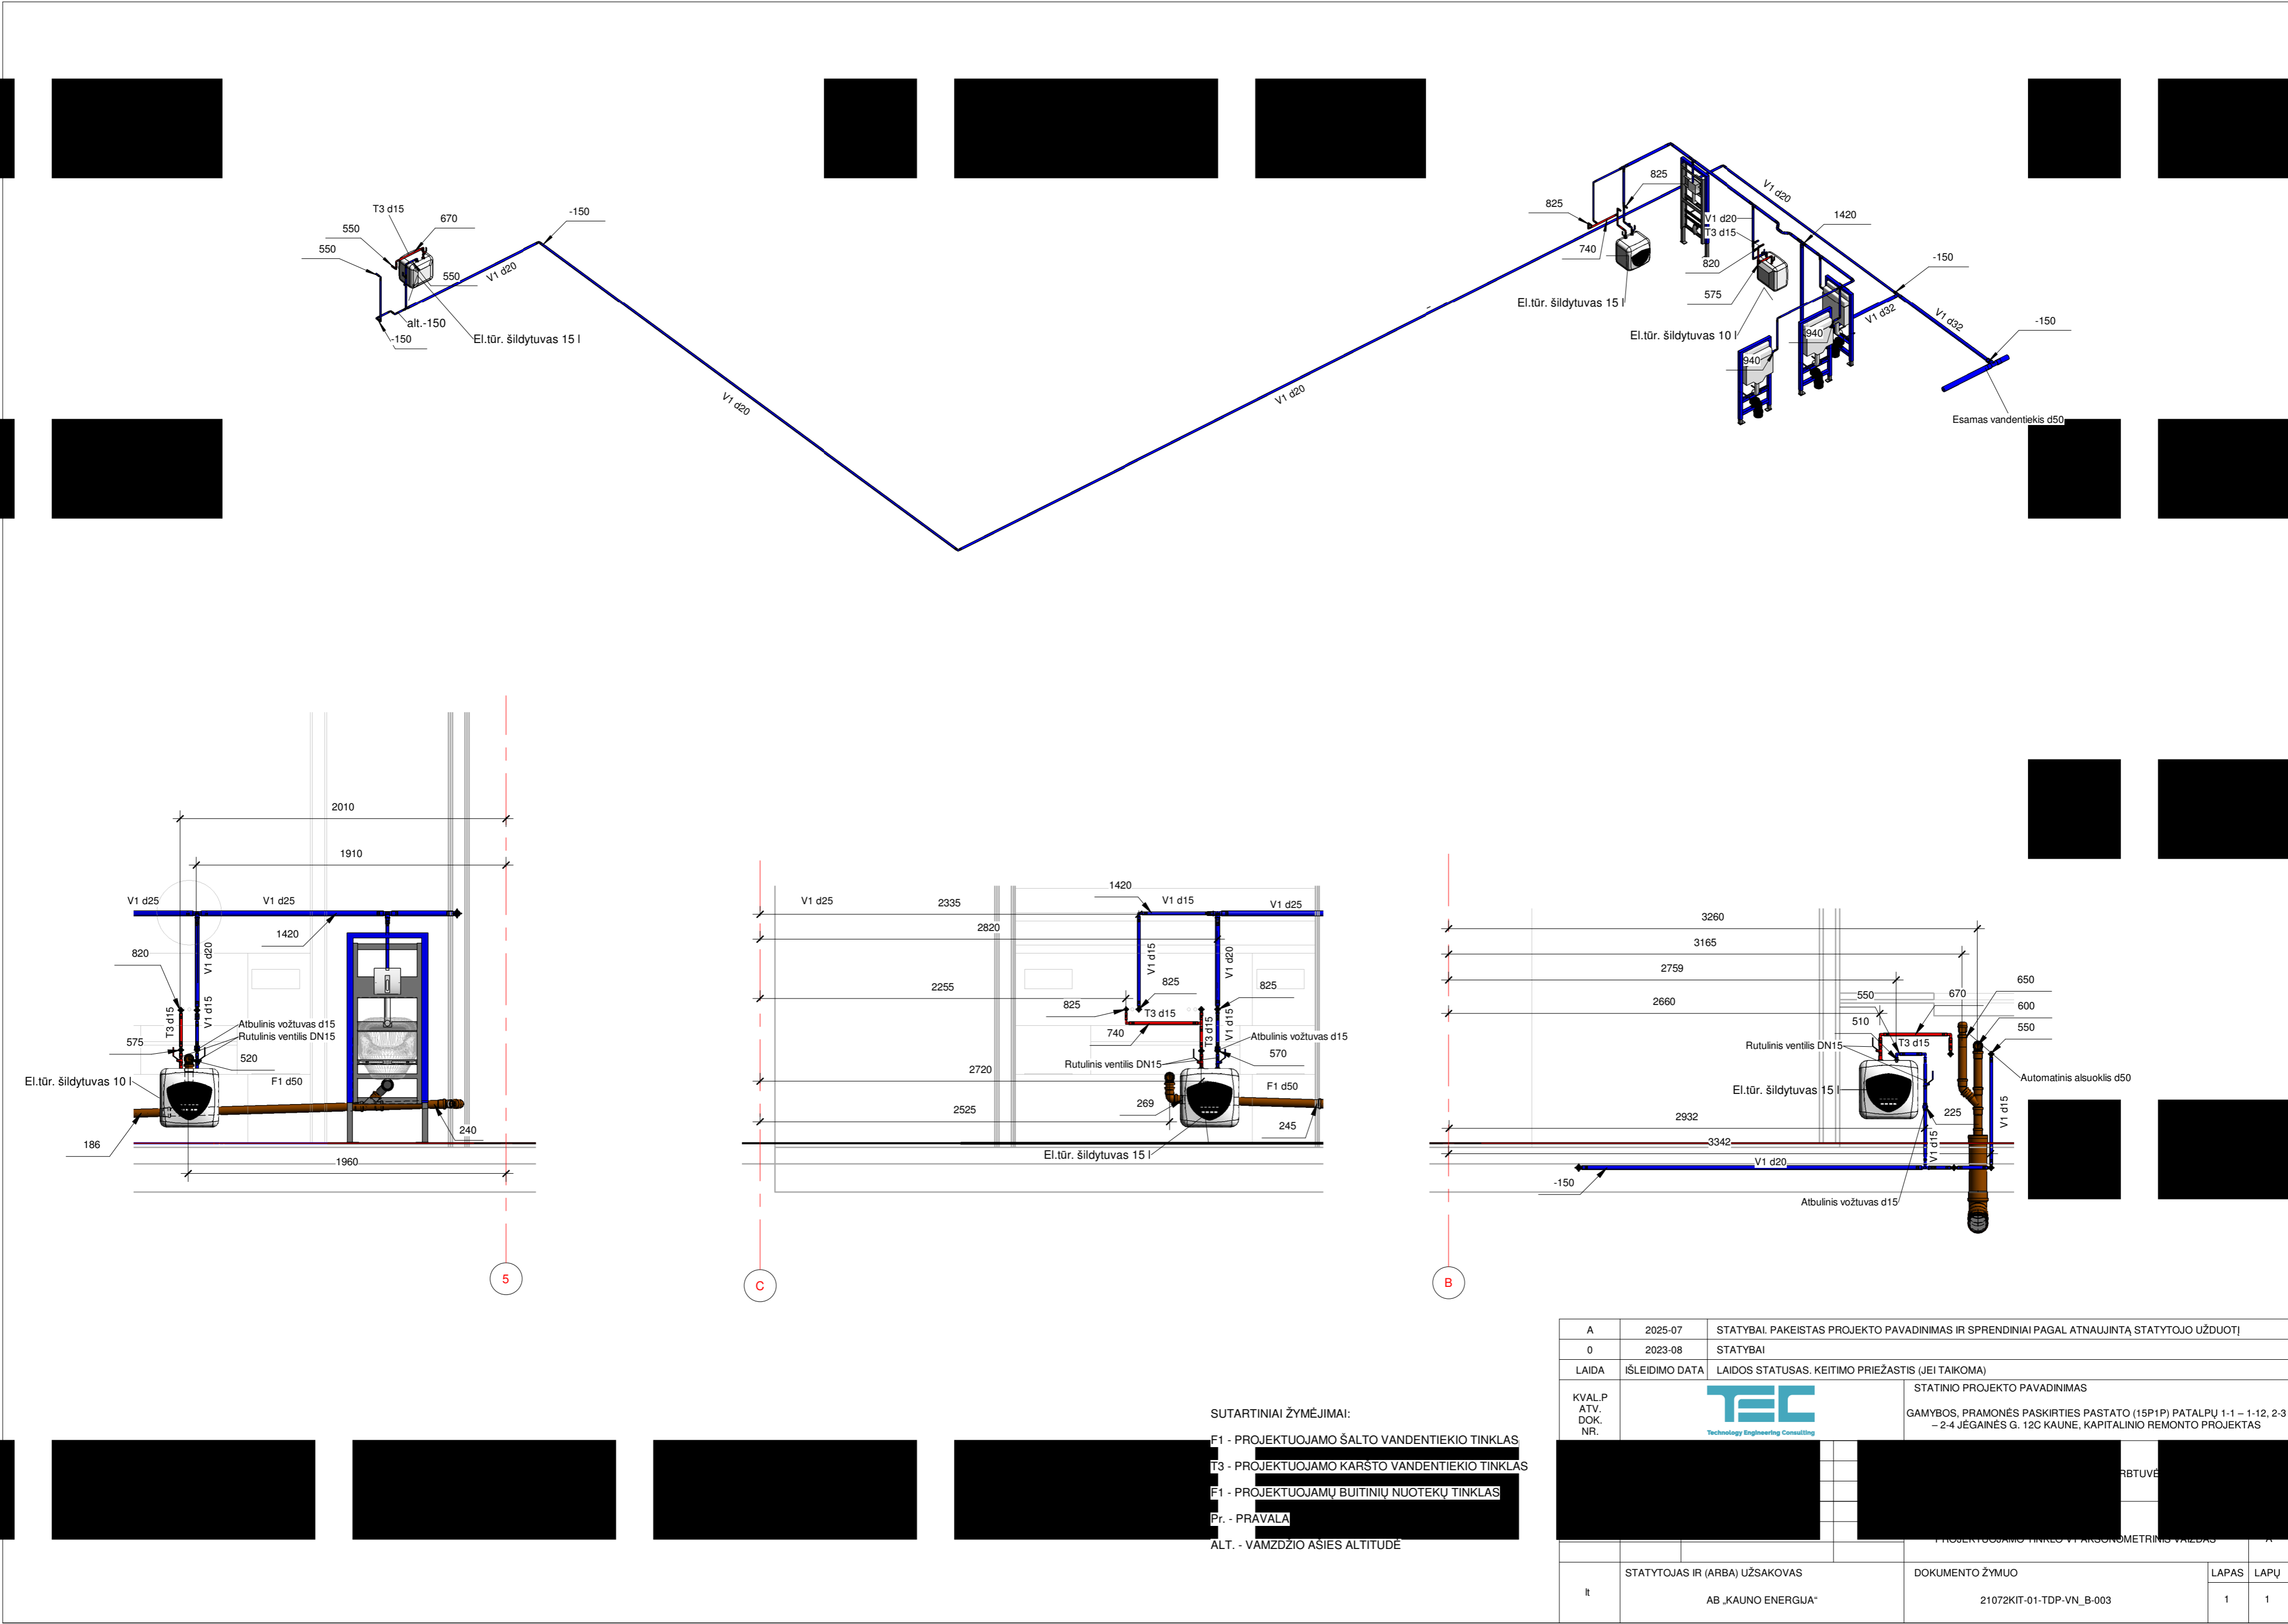 T3 d15
670
550
550
550
V1 d20
-150
alt.-150
-150
El.tūr. šildytuvas 15 l
V1 d20
V1 d20
825
825
740
El.tūr. šildytuvas 15 l
V1 d20
V1 d20
T3 d15
1420
820
575
El.tūr. šildytuvas 10 l
940
940
-150
V1 d32
V1 d32
-150
Esamas vandentiekis d50
2010
1910
V1 d25
V1 d25
1420
820
V1 d20
T3 d15
V1 d15
Atbulinis vožtuvas d15
Rutulinis ventilis DN15
575
520
El.tūr. šildytuvas 10 l
F1 d50
186
240
1960
5
V1 d25
2335
1420
V1 d15
V1 d25
2820
V1 d15
V1 d20
2255
825
825
825
T3 d15
740
T3 d15
V1 d15
Atbulinis vožtuvas d15
Rutulinis ventilis DN15
570
2720
F1 d50
2525
269
245
El.tūr. šildytuvas 15 l
C
3260
3165
2759
2660
550
670
650
600
510
550
T3 d15
Rutulinis ventilis DN15
Automatinis alsuoklis d50
El.tūr. šildytuvas 15 l
225
2932
V1 d15
V1 d15
3342
V1 d20
-150
Atbulinis vožtuvas d15
B
SUTARTINIAI ŽYMĖJIMAI:
F1 - PROJEKTUOJAMO ŠALTO VANDENTIEKIO TINKLAS
T3 - PROJEKTUOJAMO KARŠTO VANDENTIEKIO TINKLAS
F1 - PROJEKTUOJAMŲ BUITINIŲ NUOTEKŲ TINKLAS
Pr. - PRAVALA
ALT. - VAMZDŽIO AŠIES ALTITUDĖ
A 2025-07 STATYBAI. PAKEISTAS PROJEKTO PAVADINIMAS IR SPRENDINIAI PAGAL ATNAUJINTĄ STATYTOJO UŽDUOTĮ
0 2023-08 STATYBAI
LAIDA IŠLEIDIMO DATA LAIDOS STATUSAS. KEITIMO PRIEŽASTIS (JEI TAIKOMA)
KVAL.P
ATV.
DOK.
NR.
TEC
Technology Engineering Consulting
STATINIO PROJEKTO PAVADINIMAS
GAMYBOS, PRAMONĖS PASKIRTIES PASTATO (15P1P) PATALPŲ 1-1 – 1-12, 2-3
– 2-4 JĖGAINĖS G. 12C KAUNE, KAPITALINIO REMONTO PROJEKTAS
lt
STATYTOJAS IR (ARBA) UŽSAKOVAS
AB „KAUNO ENERGIJA“
DOKUMENTO ŽYMUO
21072KIT-01-TDP-VN_B-003
LAPAS LAPŲ
1 1